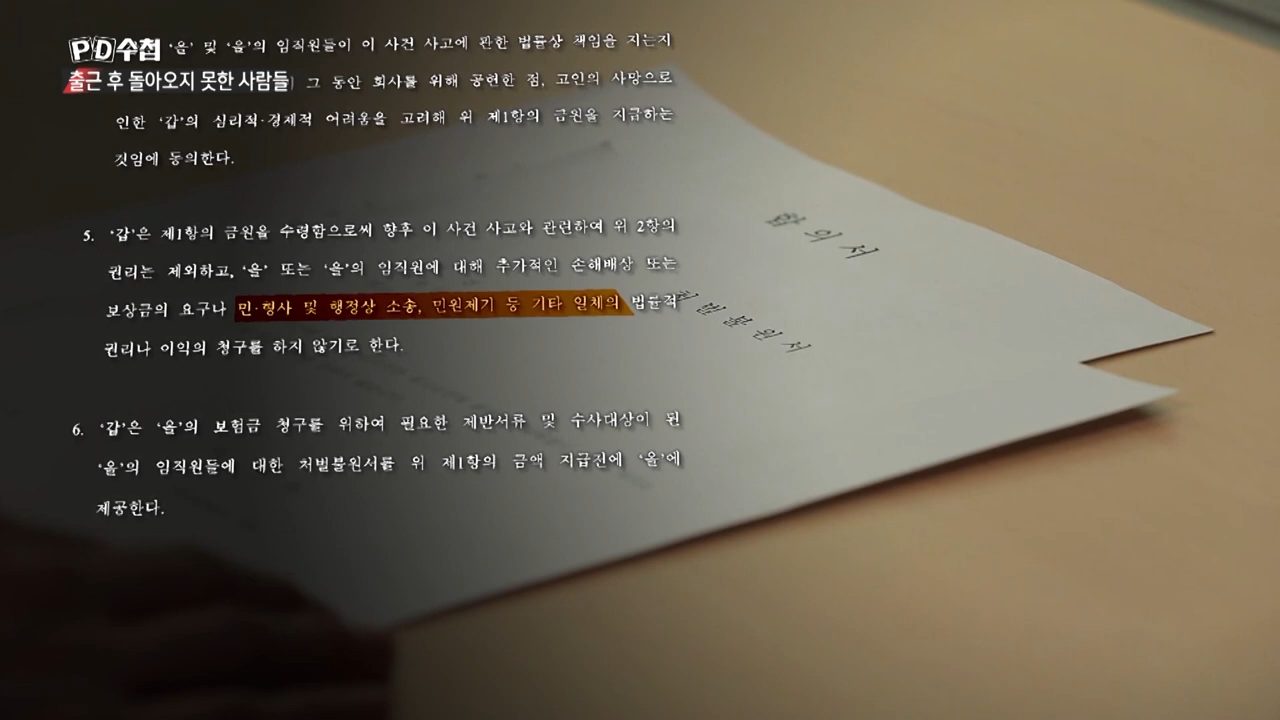 PD수첩
출근 후 돌아오지 못한 사람들
'을' 및 '을'의 임직원들이 이 사건 사고에 관한 법률상 책임을 지는지
그 동안 회사를 위해 공헌한 점, 고인의 사망으로
인한 '갑'의 심리적·경제적 어려움을 고려해 위 제1항의 금원을 지급하는
것임에 동의한다.
5. '갑'은 제1항의 금원을 수령함으로써 향후 이 사건 사고와 관련하여 위 2항의
권리는 제외하고, '을' 또는 '을'의 임직원에 대해 추가적인 손해배상 또는
보상금의 요구나 민·형사 및 행정상 소송, 민원제기 등 기타 일체의 법률적
권리나 이익의 청구를 하지 않기로 한다.
6. '갑'은 '을'의 보험금 청구를 위하여 필요한 제반서류 및 수사대상이 된
'을'의 임직원들에 대한 처벌불원서를 위 제1항의 금액 지급전에 '을'에
제공한다.
합의서
처벌불원서